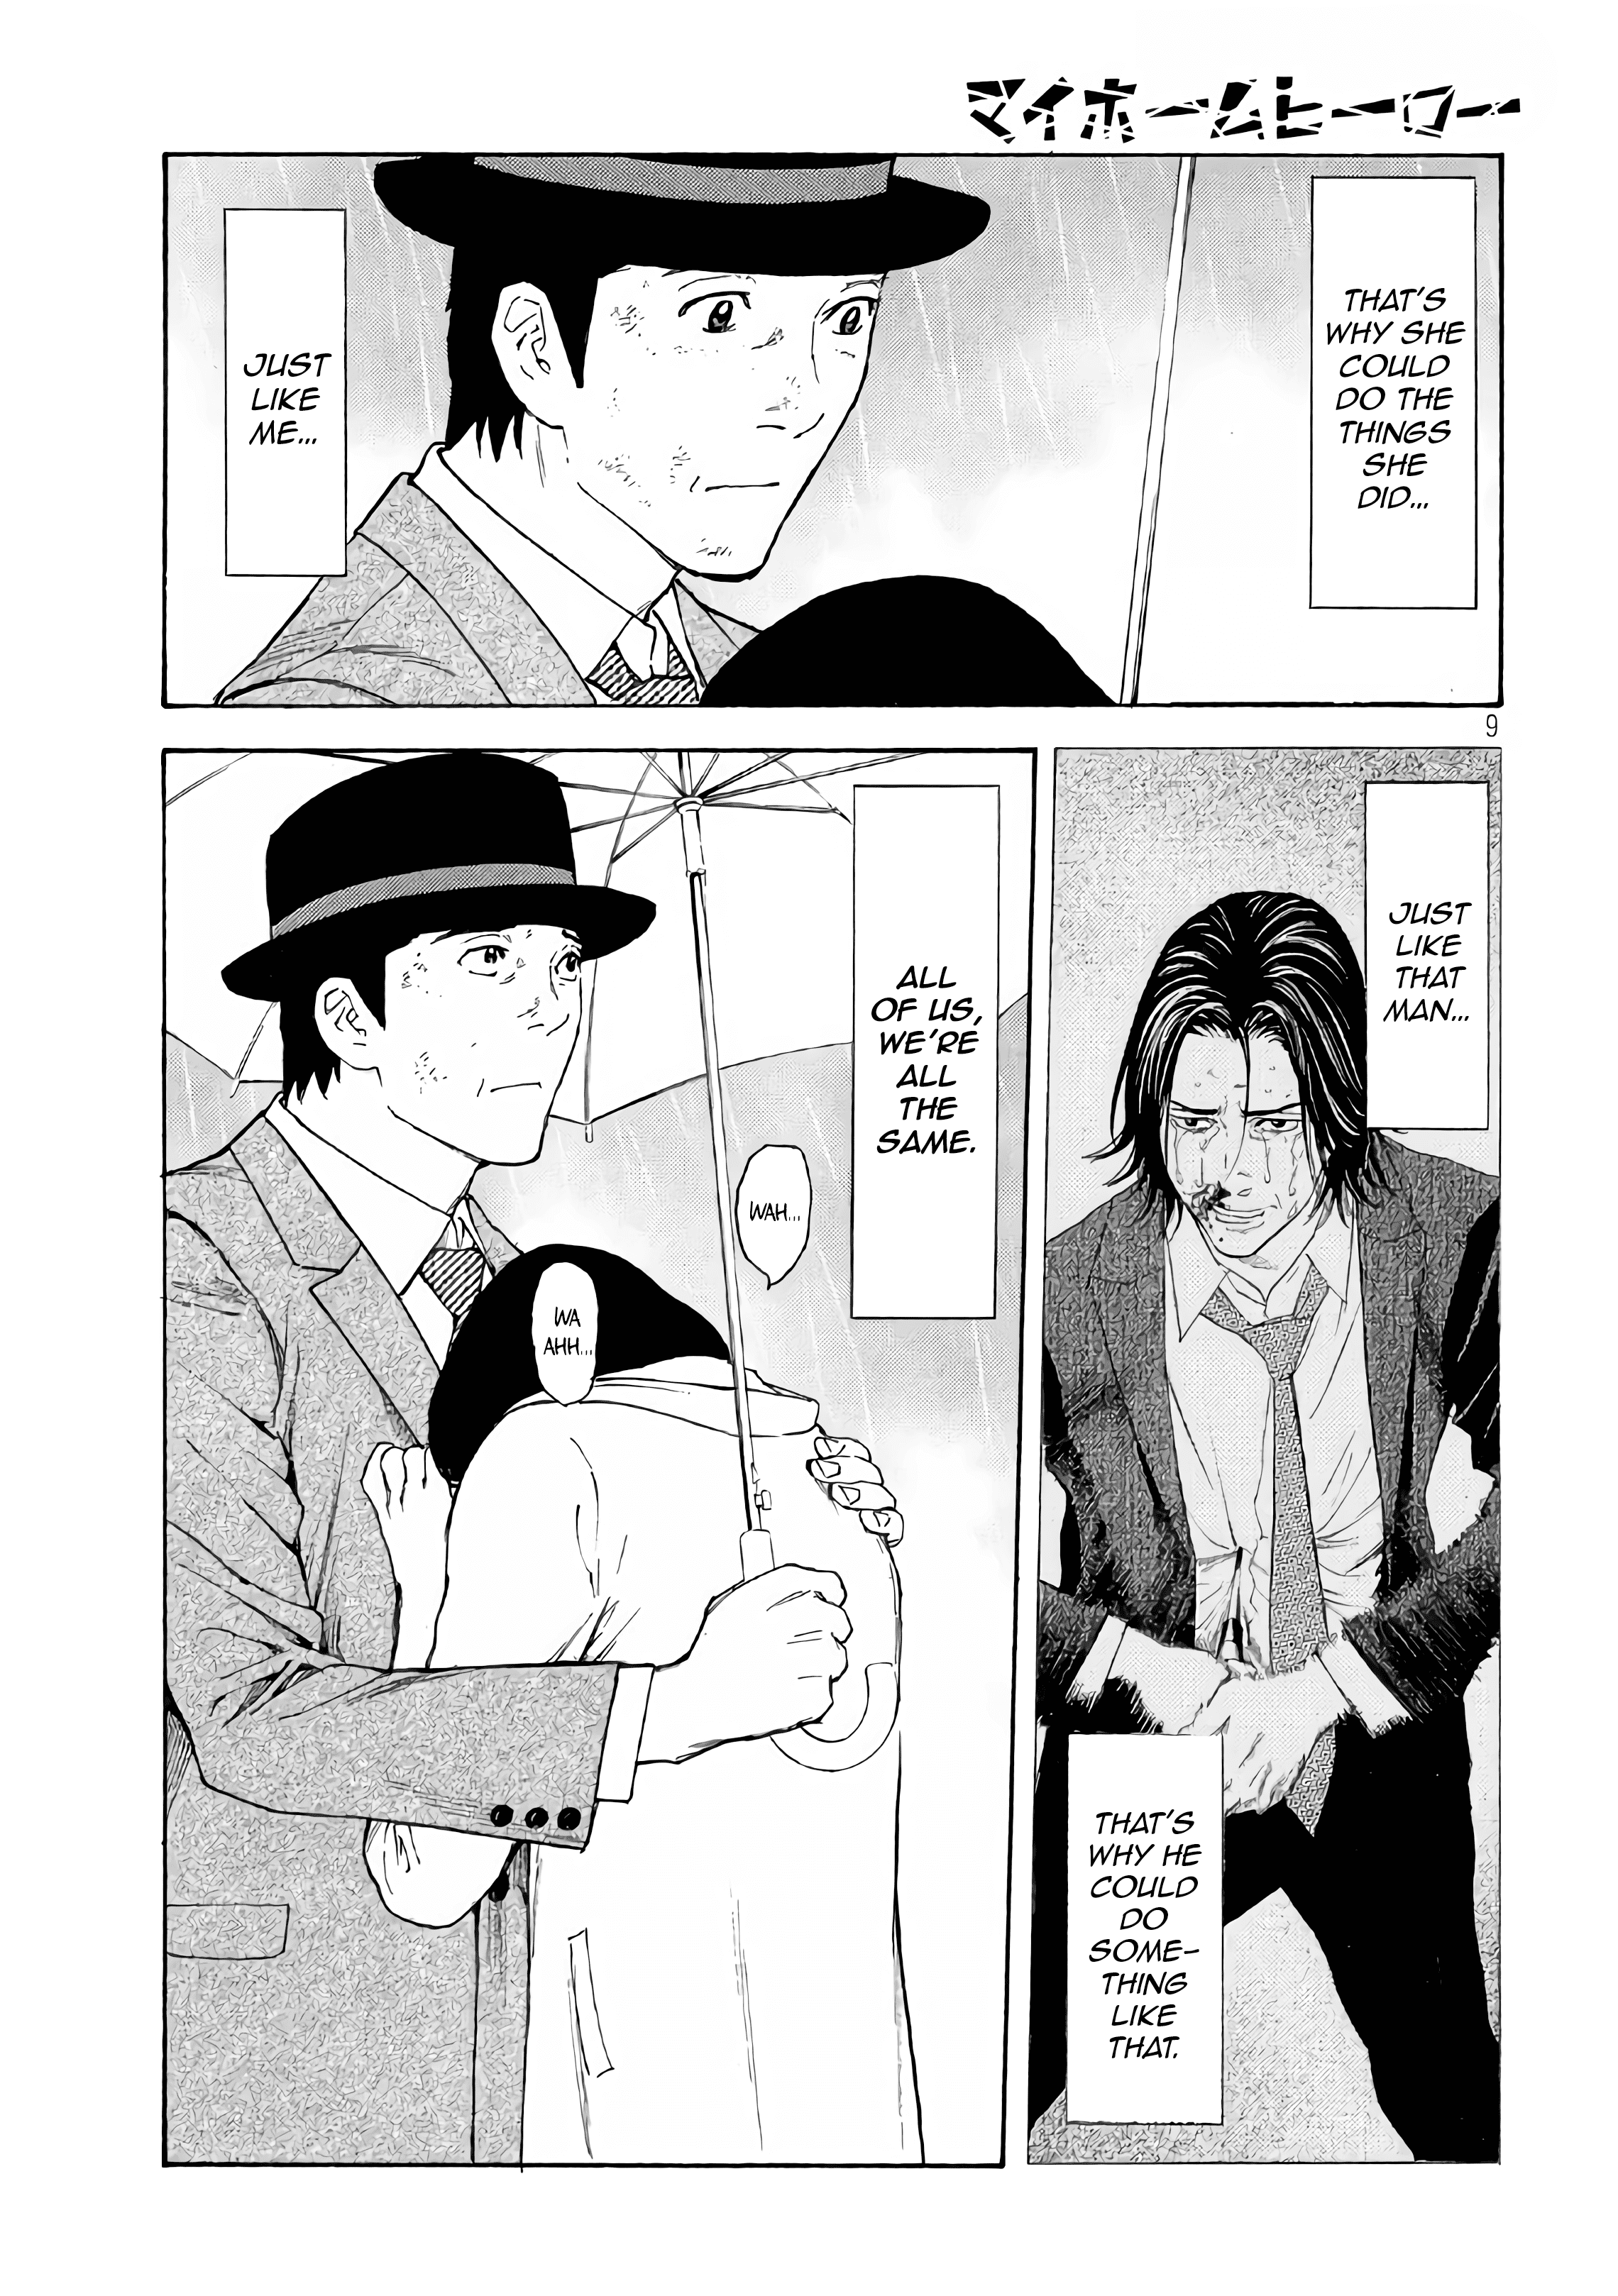 マイホームヒーロー
THAT'S
WHY SHE
COULD
DO THE
THINGS
SHE
DID...
JUST
LIKE
ME...
9
JUST
LIKE
THAT
MAN...
THAT'S
WHY HE
COULD
DO
SOME-
THING
LIKE
THAT.
ALL
OF US,
WE'RE
ALL
THE
SAME.
WAH...
WA
AHH...